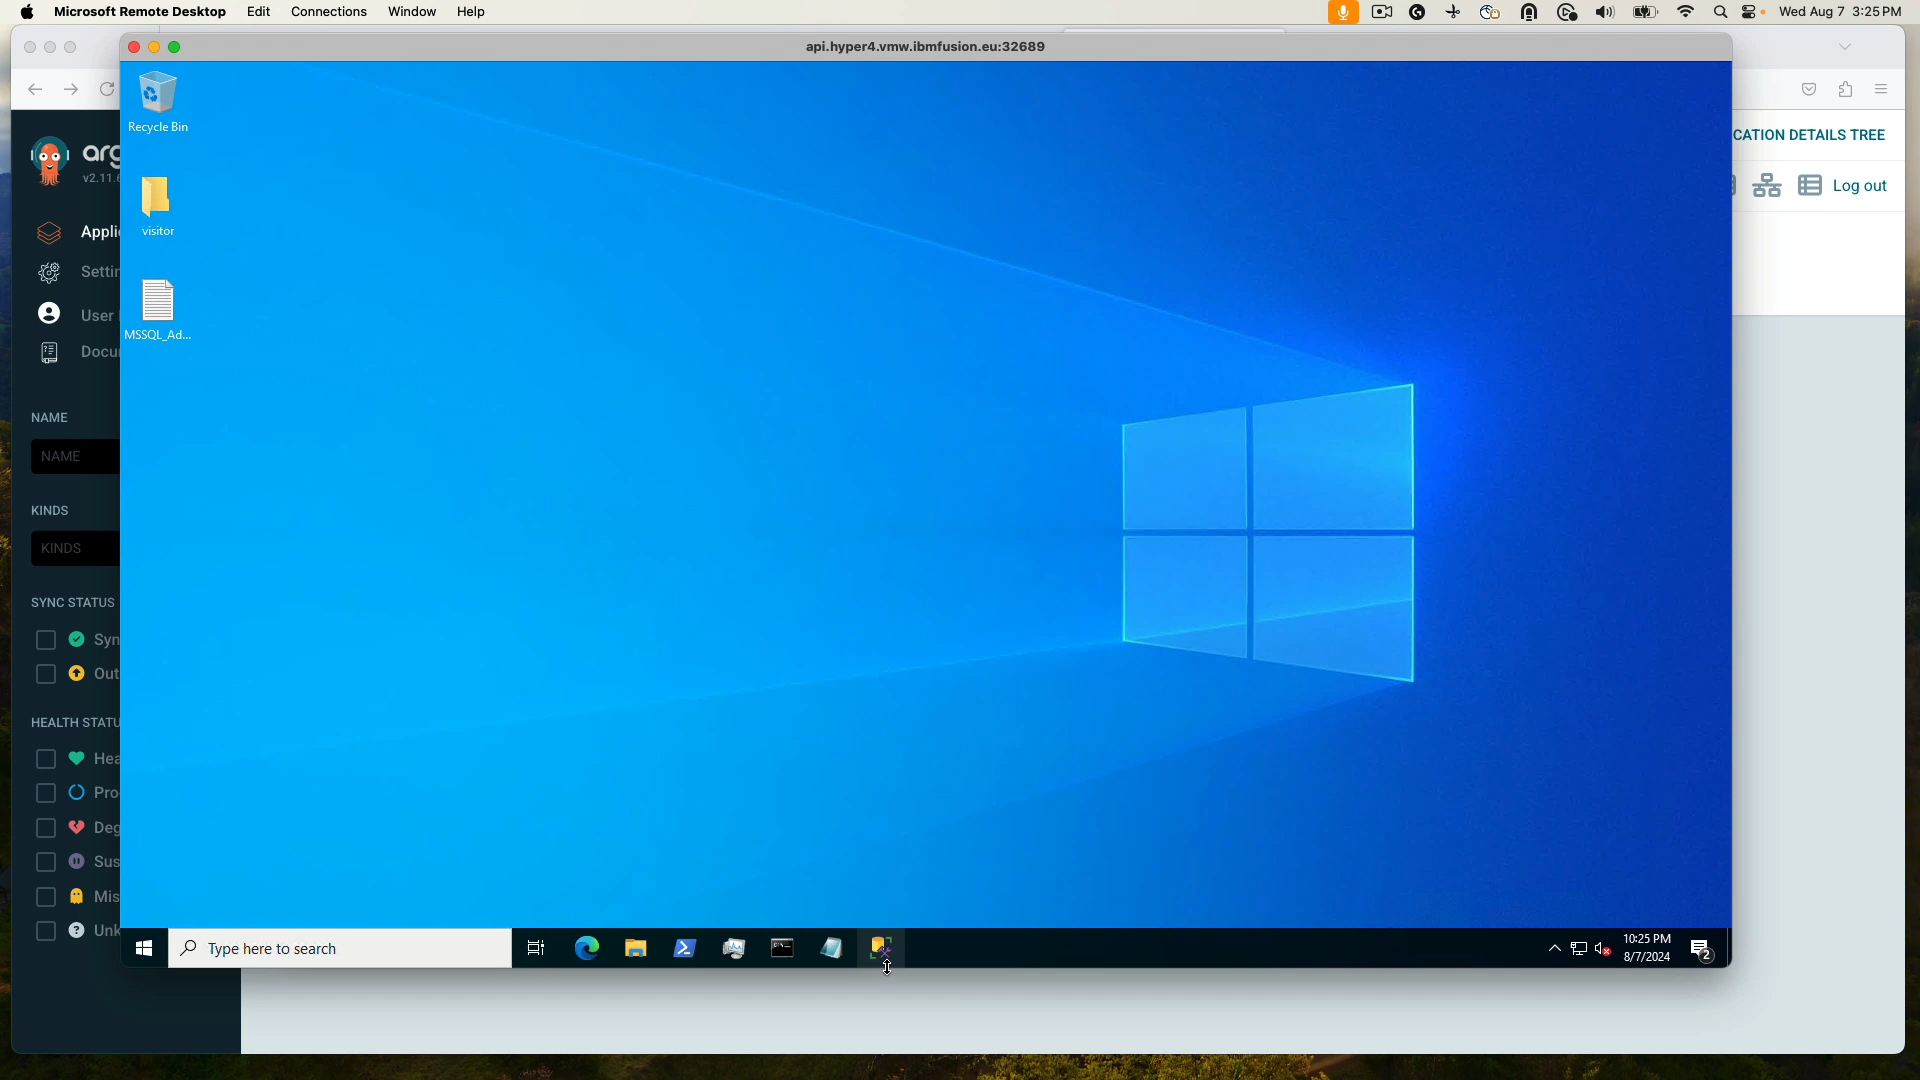 Microsoft Remote Desktop Edit Connections Window Help
Wed Aug 7 3:25 PM
api.hyper4.vmw.ibmfusion.eu:32689
Recycle Bin
visitor
MSSQL_Ad...
arg
v2.11.6
Appli
Settin
User
Docu
NAME
NAME
KINDS
KINDS
SYNC STATUS
Syn
Out
HEALTH STATU
Hea
Pro
Deg
Sus
Mis
Unk
CATION DETAILS TREE
Log out
Type here to search
10:25 PM
8/7/2024
2